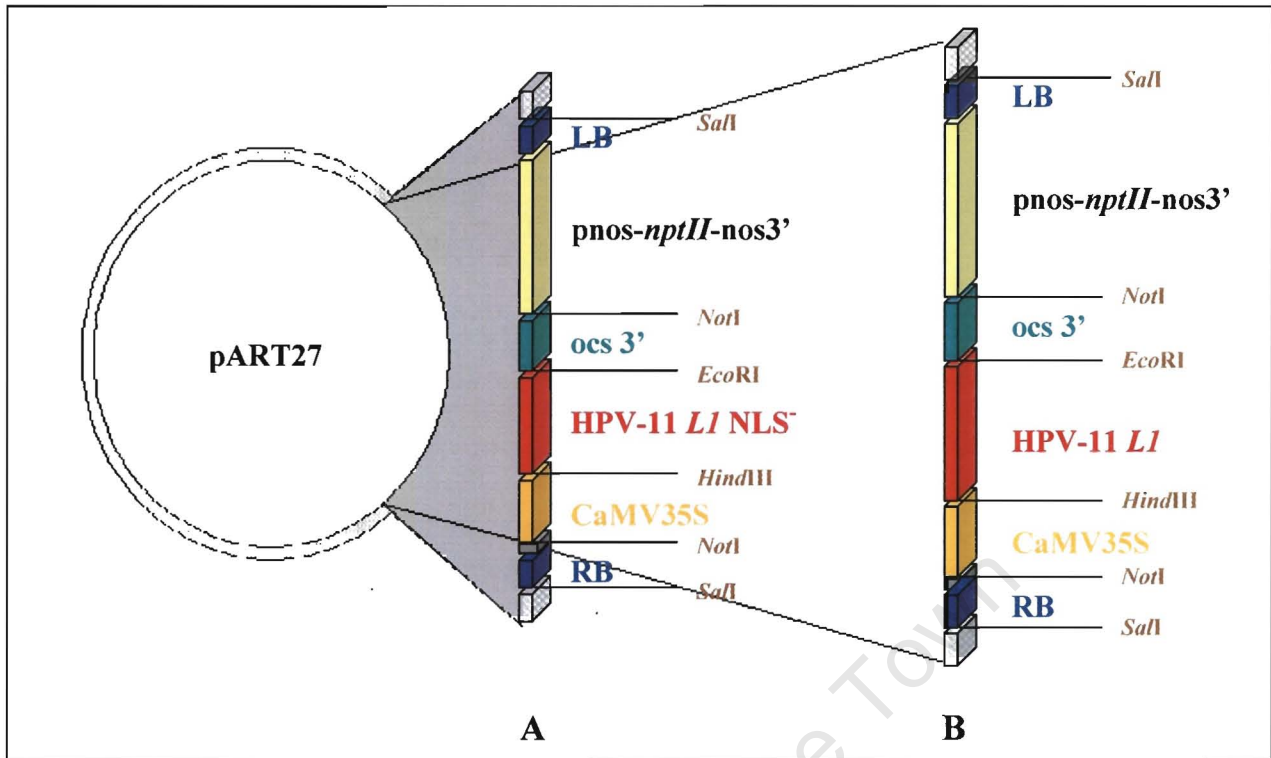 pART27
SalI
LB
pnos-nptII-nos3’
NotI
ocs 3’
EcoRI
HPV-11 L1 NLS-
HindIII
CaMV35S
NotI
RB
SalI
A
SalI
LB
pnos-nptII-nos3’
NotI
ocs 3’
EcoRI
HPV-11 L1
HindIII
CaMV35S
NotI
RB
SalI
B
e Town